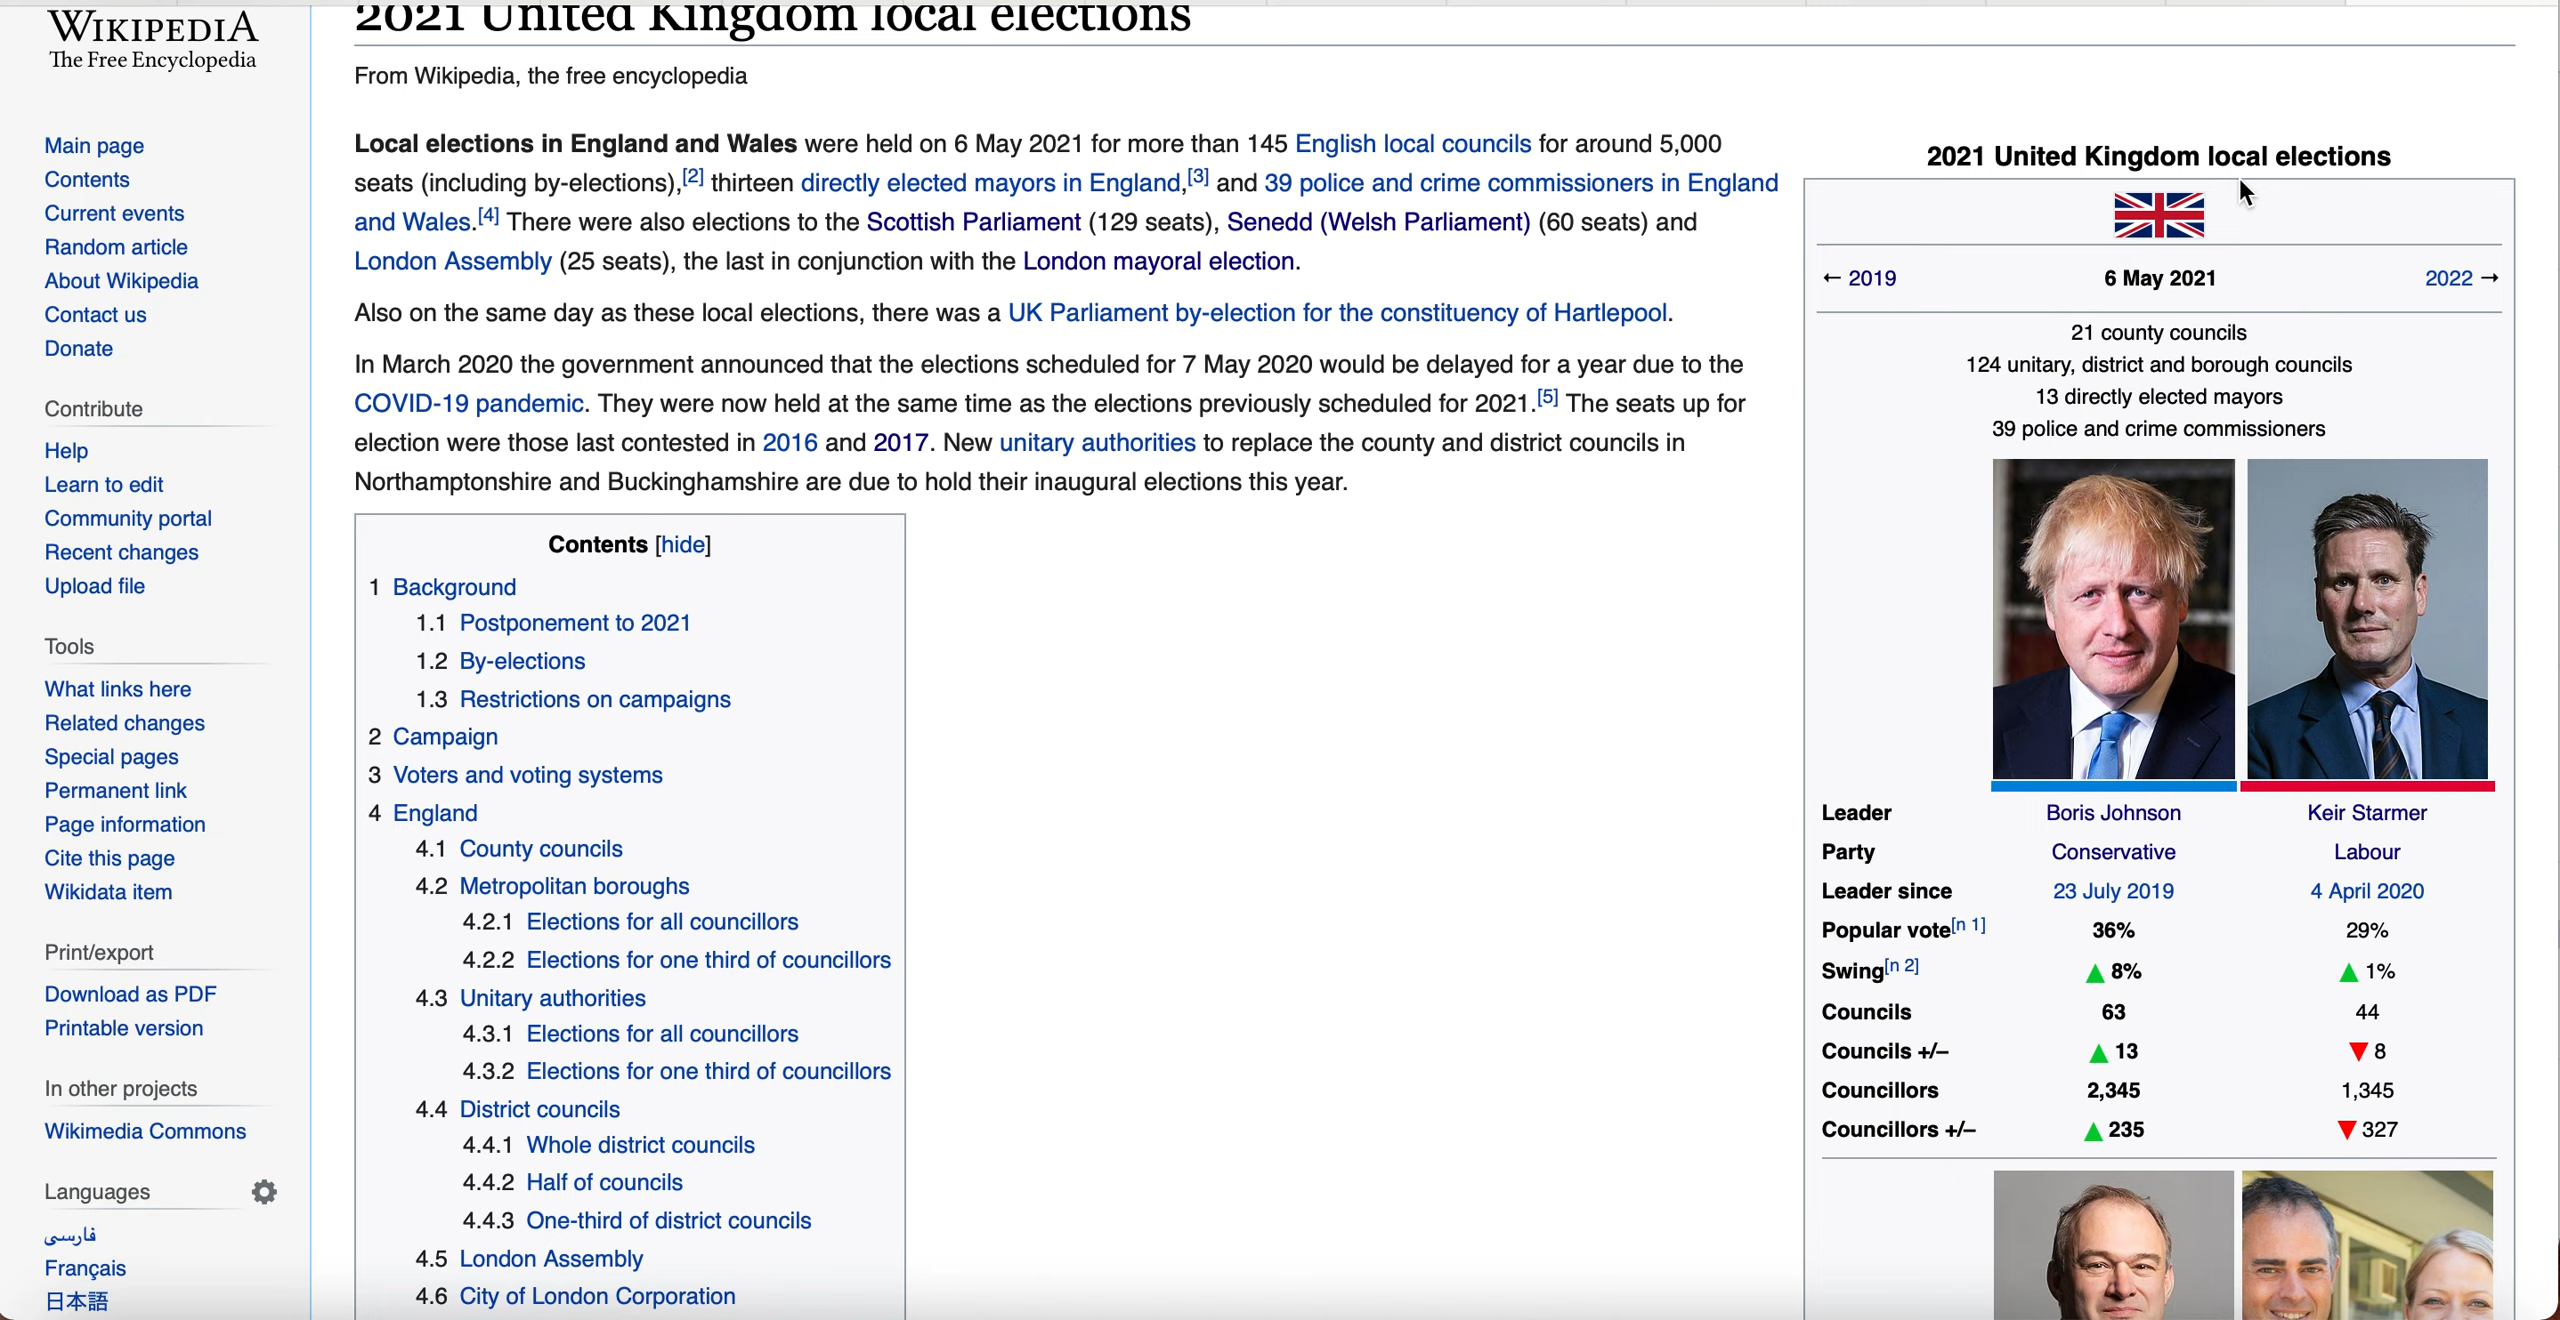 WIKIPEDIA
The Free Encyclopedia
Main page
Contents
Current events
Random article
About Wikipedia
Contact us
Donate
Contribute
Help
Learn to edit
Community portal
Recent changes
Upload file
Tools
What links here
Related changes
Special pages
Permanent link
Page information
Cite this page
Wikidata item
Print/export
Download as PDF
Printable version
In other projects
Wikimedia Commons
Languages
فارسی
Français
日本語
2021 United Kingdom local elections
From Wikipedia, the free encyclopedia
Local elections in England and Wales were held on 6 May 2021 for more than 145 English local councils for around 5,000
seats (including by-elections),[2] thirteen directly elected mayors in England,[3] and 39 police and crime commissioners in England
and Wales.[4] There were also elections to the Scottish Parliament (129 seats), Senedd (Welsh Parliament) (60 seats) and
London Assembly (25 seats), the last in conjunction with the London mayoral election.
Also on the same day as these local elections, there was a UK Parliament by-election for the constituency of Hartlepool.
In March 2020 the government announced that the elections scheduled for 7 May 2020 would be delayed for a year due to the
COVID-19 pandemic. They were now held at the same time as the elections previously scheduled for 2021.[5] The seats up for
election were those last contested in 2016 and 2017. New unitary authorities to replace the county and district councils in
Northamptonshire and Buckinghamshire are due to hold their inaugural elections this year.
Contents [hide]
1 Background
1.1 Postponement to 2021
1.2 By-elections
1.3 Restrictions on campaigns
2 Campaign
3 Voters and voting systems
4 England
4.1 County councils
4.2 Metropolitan boroughs
4.2.1 Elections for all councillors
4.2.2 Elections for one third of councillors
4.3 Unitary authorities
4.3.1 Elections for all councillors
4.3.2 Elections for one third of councillors
4.4 District councils
4.4.1 Whole district councils
4.4.2 Half of councils
4.4.3 One-third of district councils
4.5 London Assembly
4.6 City of London Corporation
2021 United Kingdom local elections
← 2019 6 May 2021 2022 →
21 county councils
124 unitary, district and borough councils
13 directly elected mayors
39 police and crime commissioners
Leader Boris Johnson Keir Starmer
Party Conservative Labour
Leader since 23 July 2019 4 April 2020
Popular vote[n 1] 36% 29%
Swing[n 2] ▲ 8% ▲ 1%
Councils 63 44
Councils +/– ▲ 13 ▼ 8
Councillors 2,345 1,345
Councillors +/– ▲ 235 ▼ 327